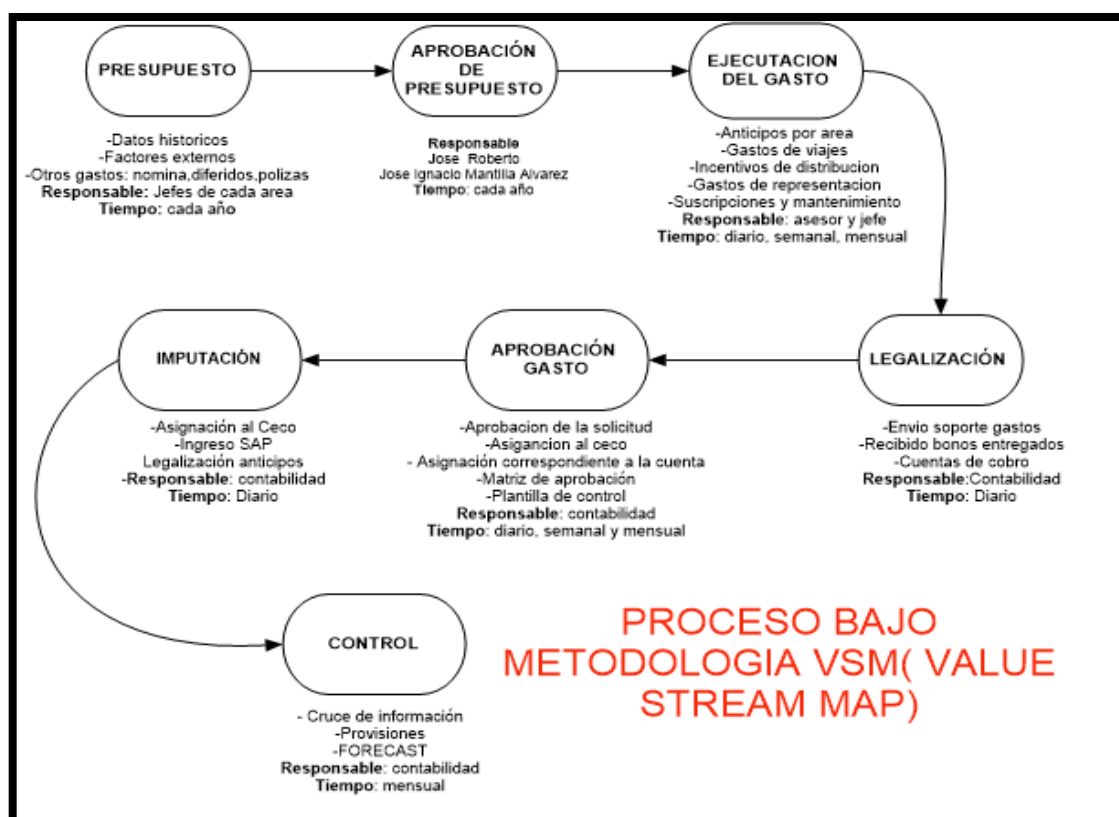 PRESUPUESTO
-Datos historicos
-Factores externos
-Otros gastos: nomina,diferidos,polizas
Responsable: Jefes de cada area
Tiempo: cada año
APROBACIÓN
DE
PRESUPUESTO
Responsable
Jose Roberto
Jose Ignacio Mantilla Alvarez
Tiempo: cada año
EJECUTACION
DEL GASTO
-Anticipos por area
-Gastos de viajes
-Incentivos de distribucion
-Gastos de representacion
-Suscripciones y mantenimiento
Responsable: asesor y jefe
Tiempo: diario, semanal, mensual
IMPUTACIÓN
-Asignación al Ceco
-Ingreso SAP
Legalización anticipos
-Responsable: contabilidad
Tiempo: Diario
APROBACIÓN
GASTO
-Aprobacion de la solicitud
-Asigancion al ceco
- Asignación correspondiente a la cuenta
-Matriz de aprobación
-Plantilla de control
Responsable: contabilidad
Tiempo: diario, semanal y mensual
LEGALIZACIÓN
-Envio soporte gastos
-Recibido bonos entregados
-Cuentas de cobro
Responsable:Contabilidad
Tiempo: Diario
CONTROL
- Cruce de información
-Provisiones
-FORECAST
Responsable: contabilidad
Tiempo: mensual
PROCESO BAJO
METODOLOGIA VSM( VALUE
STREAM MAP)